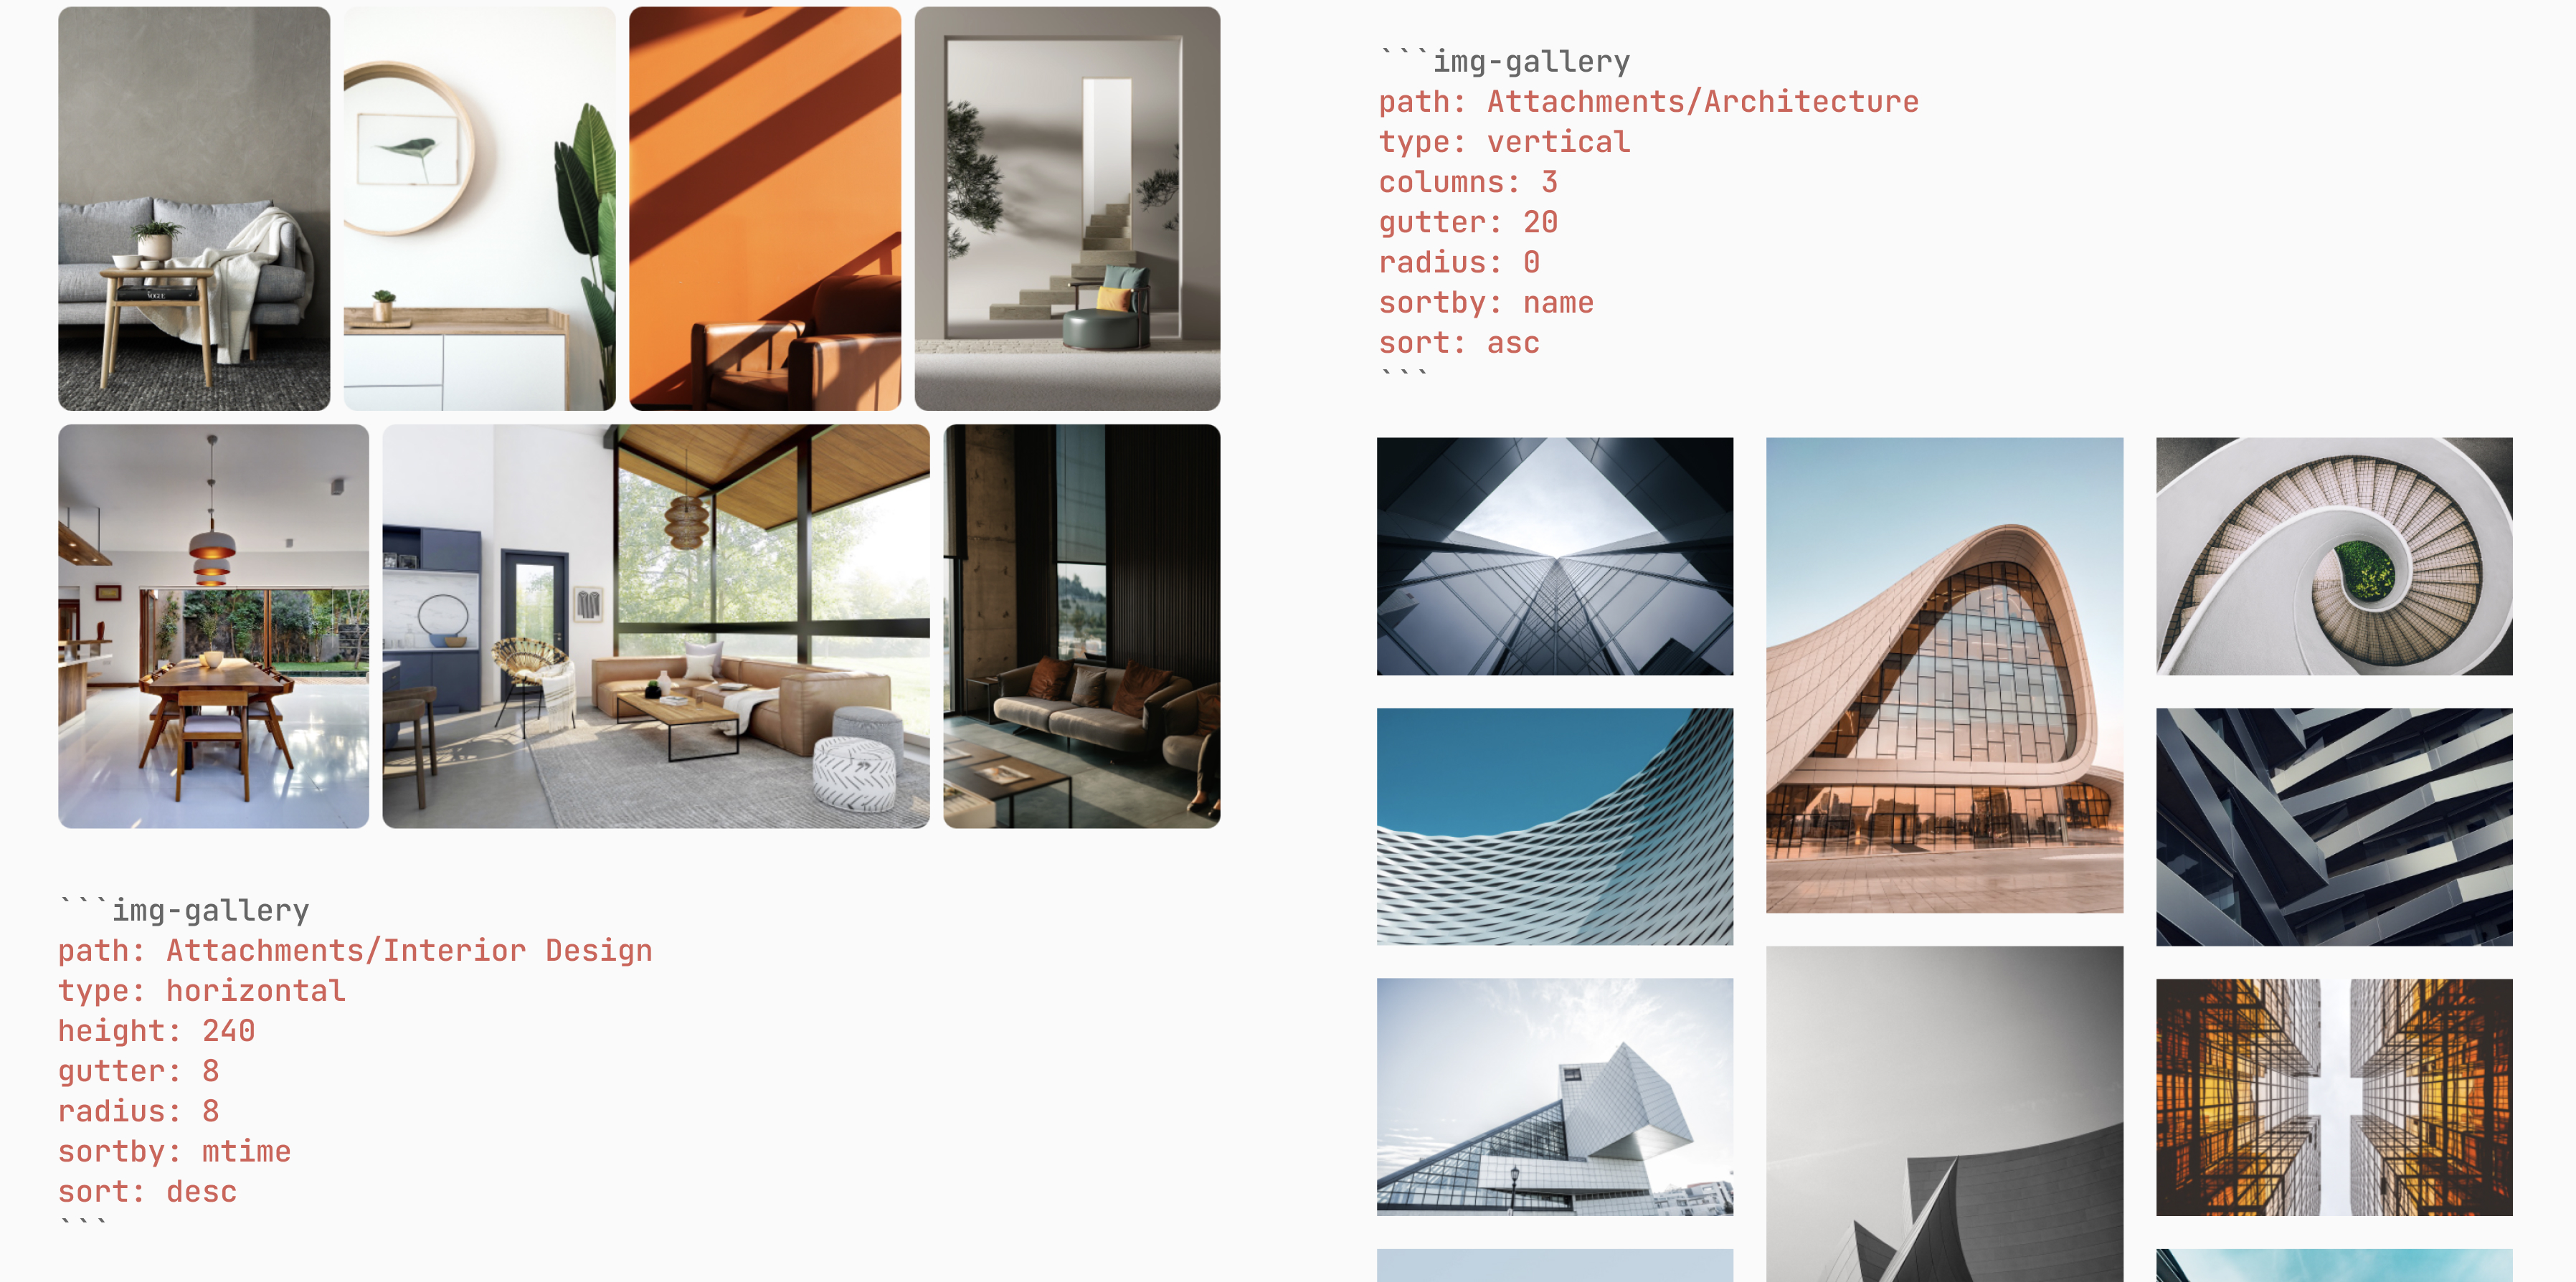 VOGUE
```img-gallery
path: Attachments/Interior Design
type: horizontal
height: 240
gutter: 8
radius: 8
sortby: mtime
sort: desc
```
```img-gallery
path: Attachments/Architecture
type: vertical
columns: 3
gutter: 20
radius: 0
sortby: name
sort: asc
```